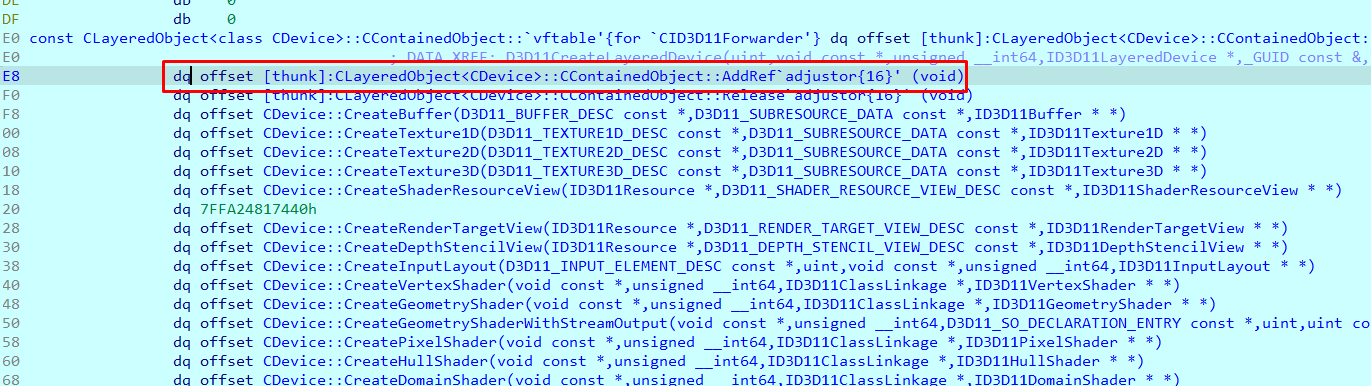 DE db 0
DF db 0
E0 const CLayeredObject<class CDevice>::CContainedObject::`vftable'{for `CID3D11Forwarder'} dq offset [thunk]:CLayeredObject<CDevice>::CContainedObject::Qu
E0 ; DATA XREF: D3D11CreateLayeredDevice(uint,void const *,unsigned __int64,ID3D11LayeredDevice *,_GUID const &,
E8 dq offset [thunk]:CLayeredObject<CDevice>::CContainedObject::AddRef`adjustor{16}' (void)
F0 dq offset [thunk]:CLayeredObject<CDevice>::CContainedObject::Release`adjustor{16}' (void)
F8 dq offset CDevice::CreateBuffer(D3D11_BUFFER_DESC const *,D3D11_SUBRESOURCE_DATA const *,ID3D11Buffer * *)
00 dq offset CDevice::CreateTexture1D(D3D11_TEXTURE1D_DESC const *,D3D11_SUBRESOURCE_DATA const *,ID3D11Texture1D * *)
08 dq offset CDevice::CreateTexture2D(D3D11_TEXTURE2D_DESC const *,D3D11_SUBRESOURCE_DATA const *,ID3D11Texture2D * *)
10 dq offset CDevice::CreateTexture3D(D3D11_TEXTURE3D_DESC const *,D3D11_SUBRESOURCE_DATA const *,ID3D11Texture3D * *)
18 dq offset CDevice::CreateShaderResourceView(ID3D11Resource *,D3D11_SHADER_RESOURCE_VIEW_DESC const *,ID3D11ShaderResourceView * *)
20 dq 7FFA24817440h
28 dq offset CDevice::CreateRenderTargetView(ID3D11Resource *,D3D11_RENDER_TARGET_VIEW_DESC const *,ID3D11RenderTargetView * *)
30 dq offset CDevice::CreateDepthStencilView(ID3D11Resource *,D3D11_DEPTH_STENCIL_VIEW_DESC const *,ID3D11DepthStencilView * *)
38 dq offset CDevice::CreateInputLayout(D3D11_INPUT_ELEMENT_DESC const *,uint,void const *,unsigned __int64,ID3D11InputLayout * *)
40 dq offset CDevice::CreateVertexShader(void const *,unsigned __int64,ID3D11ClassLinkage *,ID3D11VertexShader * *)
48 dq offset CDevice::CreateGeometryShader(void const *,unsigned __int64,ID3D11ClassLinkage *,ID3D11GeometryShader * *)
50 dq offset CDevice::CreateGeometryShaderWithStreamOutput(void const *,unsigned __int64,D3D11_SO_DECLARATION_ENTRY const *,uint,uint co
58 dq offset CDevice::CreatePixelShader(void const *,unsigned __int64,ID3D11ClassLinkage *,ID3D11PixelShader * *)
60 dq offset CDevice::CreateHullShader(void const *,unsigned __int64,ID3D11ClassLinkage *,ID3D11HullShader * *)
68 dq offset CDevice::CreateDomainShader(void const *,unsigned __int64,ID3D11ClassLinkage *,ID3D11DomainShader * *)